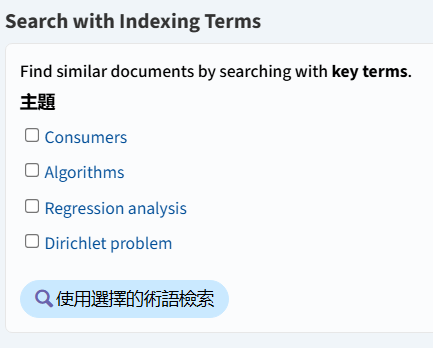 Search with Indexing Terms
Find similar documents by searching with key terms.
主題
Consumers
Algorithms
Regression analysis
Dirichlet problem
使用選擇的術語檢索